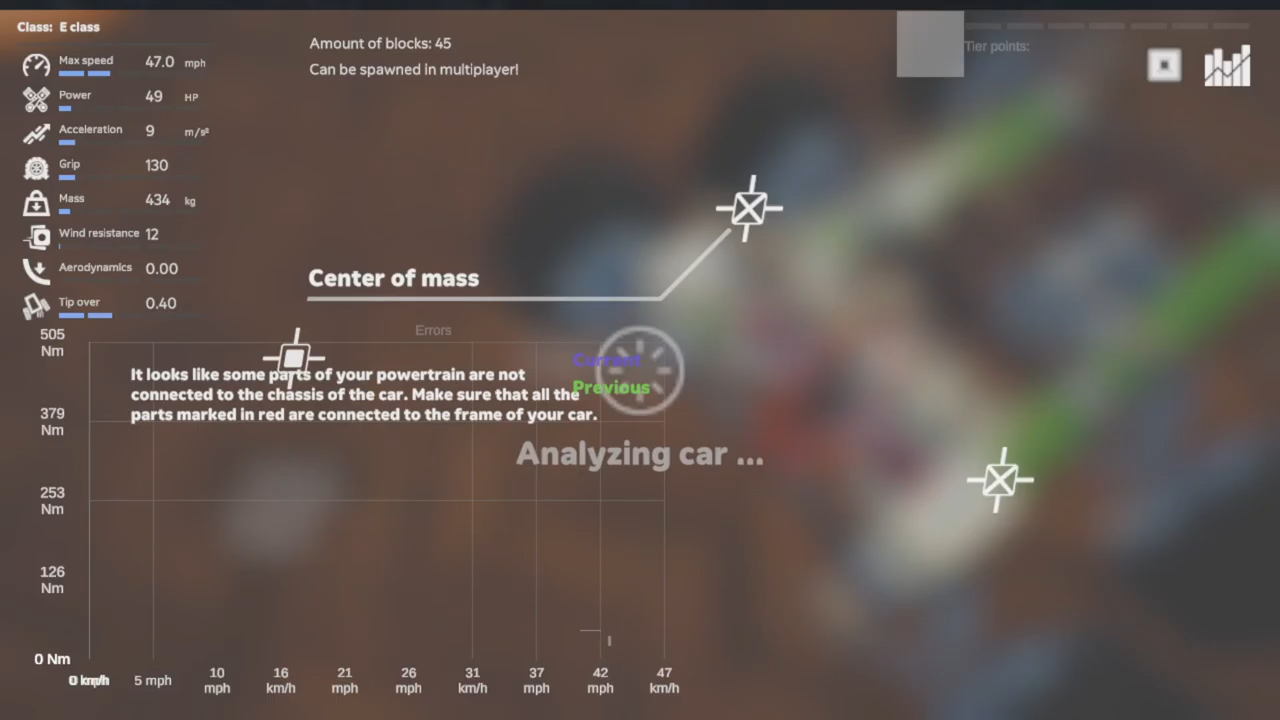 Class: E class
Max speed 47.0 mph
Power 49 HP
Acceleration 9 m/s²
Grip 130
Mass 434 kg
Wind resistance 12
Aerodynamics 0.00
Tip over 0.40
Amount of blocks: 45
Can be spawned in multiplayer!
Tier points:
Center of mass
Errors
It looks like some parts of your powertrain are not
connected to the chassis of the car. Make sure that all the
parts marked in red are connected to the frame of your car.
Current
Previous
Analyzing car ...
505
Nm
379
Nm
253
Nm
126
Nm
0 Nm
5 mph
10
mph
16
km/h
21
mph
26
mph
31
km/h
37
mph
42
mph
47
km/h